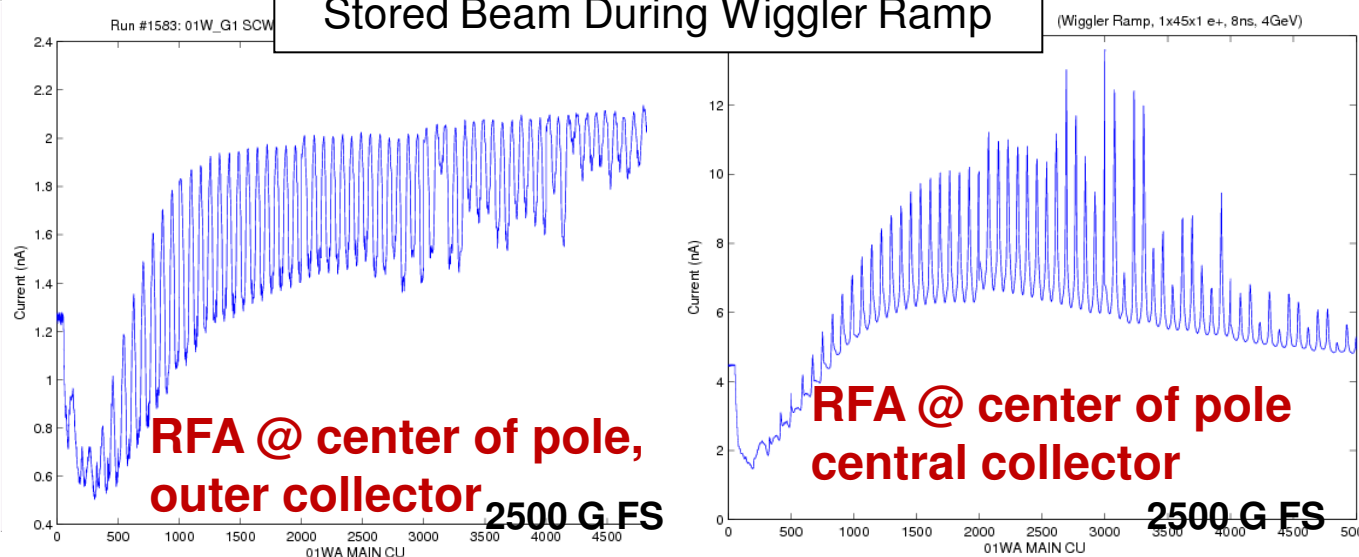 Stored Beam During Wiggler Ramp
Run #1583: 01W_G1 SCW
(Wiggler Ramp, 1x45x1 e+, 8ns, 4GeV)
2.4
2.2
2
1.8
1.6
1.4
1.2
1
0.8
0.6
0.4
Current (nA)
0 500 1000 1500 2000 2500 3000 3500 4000 4500
01WA MAIN CU
RFA @ center of pole,
outer collector
2500 G FS
12
10
8
6
4
2
0
Current (nA)
0 500 1000 1500 2000 2500 3000 3500 4000 4500 500
01WA MAIN CU
RFA @ center of pole
central collector
2500 G FS